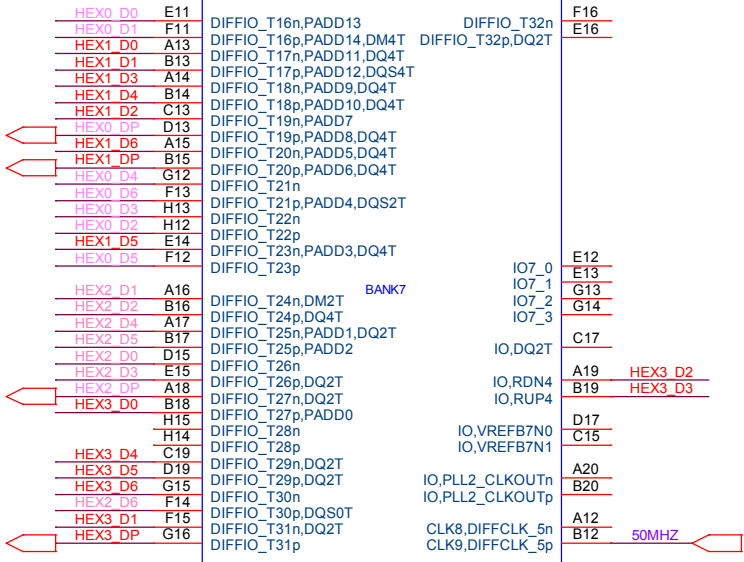 HEX0_D0 E11 DIFFIO_T16n,PADD13 DIFFIO_T32n F16
HEX0_D1 F11 DIFFIO_T16p,PADD14,DM4T DIFFIO_T32p,DQ2T E16
HEX1_D0 A13 DIFFIO_T17n,PADD11,DQ4T
HEX1_D1 B13 DIFFIO_T17p,PADD12,DQS4T
HEX1_D3 A14 DIFFIO_T18n,PADD9,DQ4T
HEX1_D4 B14 DIFFIO_T18p,PADD10,DQ4T
HEX1_D2 C13 DIFFIO_T19n,PADD7
HEX0_DP D13 DIFFIO_T19p,PADD8,DQ4T
HEX1_D6 A15 DIFFIO_T20n,PADD5,DQ4T
HEX1_DP B15 DIFFIO_T20p,PADD6,DQ4T
HEX0_D4 G12 DIFFIO_T21n
HEX0_D6 F13 DIFFIO_T21p,PADD4,DQS2T
HEX0_D3 H13 DIFFIO_T22n
HEX0_D2 H12 DIFFIO_T22p
HEX1_D5 E14 DIFFIO_T23n,PADD3,DQ4T
HEX0_D5 F12 DIFFIO_T23p IO7_0 E12
IO7_1 E13
HEX2_D1 A16 DIFFIO_T24n,DM2T BANK7 IO7_2 G13
HEX2_D2 B16 DIFFIO_T24p,DQ4T IO7_3 G14
HEX2_D4 A17 DIFFIO_T25n,PADD1,DQ2T
HEX2_D5 B17 DIFFIO_T25p,PADD2 IO,DQ2T C17
HEX2_D0 D15 DIFFIO_T26n
HEX2_D3 E15 DIFFIO_T26p,DQ2T IO,RDN4 A19 HEX3_D2
HEX2_DP A18 DIFFIO_T27n,DQ2T IO,RUP4 B19 HEX3_D3
HEX3_D0 B18 DIFFIO_T27p,PADD0
H15 DIFFIO_T28n IO,VREFB7N0 D17
H14 DIFFIO_T28p IO,VREFB7N1 C15
HEX3_D4 C19 DIFFIO_T29n,DQ2T
HEX3_D5 D19 DIFFIO_T29p,DQ2T IO,PLL2_CLKOUTn A20
HEX3_D6 G15 DIFFIO_T30n IO,PLL2_CLKOUTp B20
HEX2_D6 F14 DIFFIO_T30p,DQS0T
HEX3_D1 F15 DIFFIO_T31n,DQ2T CLK8,DIFFCLK_5n A12
HEX3_DP G16 DIFFIO_T31p CLK9,DIFFCLK_5p B12 50MHZ